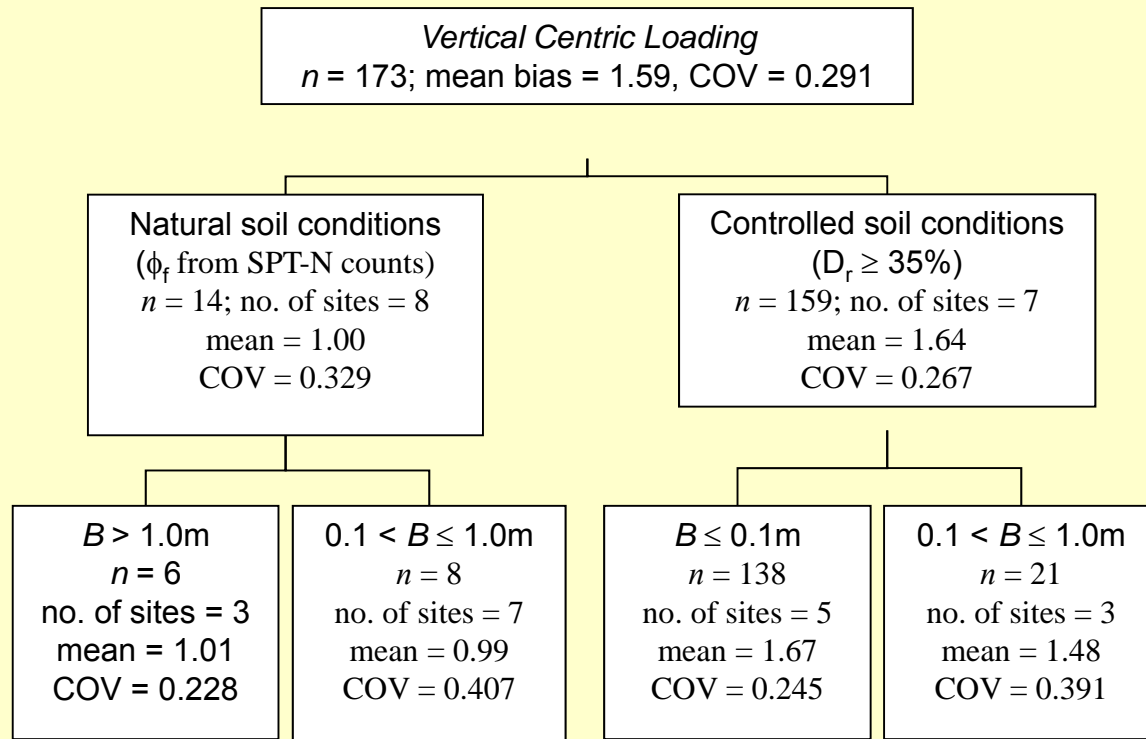 Vertical Centric Loading
n = 173; mean bias = 1.59, COV = 0.291
Natural soil conditions
(ϕf from SPT-N counts)
n = 14; no. of sites = 8
mean = 1.00
COV = 0.329
Controlled soil conditions
(Dr ≥ 35%)
n = 159; no. of sites = 7
mean = 1.64
COV = 0.267
B > 1.0m
n = 6
no. of sites = 3
mean = 1.01
COV = 0.228
0.1 < B ≤ 1.0m
n = 8
no. of sites = 7
mean = 0.99
COV = 0.407
B ≤ 0.1m
n = 138
no. of sites = 5
mean = 1.67
COV = 0.245
0.1 < B ≤ 1.0m
n = 21
no. of sites = 3
mean = 1.48
COV = 0.391